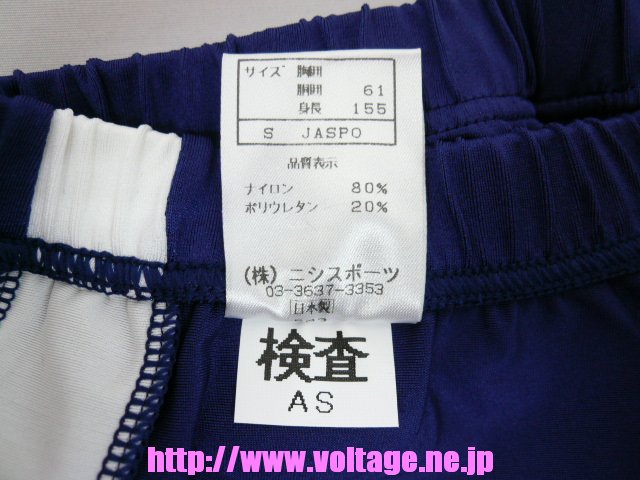 サイズ 胸囲
胴囲 61
身長 155
S JASPO
品質表示
ナイロン 80%
ポリウレタン 20%
(株) ニシスポーツ
03-3637-3353
日本製
検査
AS
http://www.voltage.ne.jp